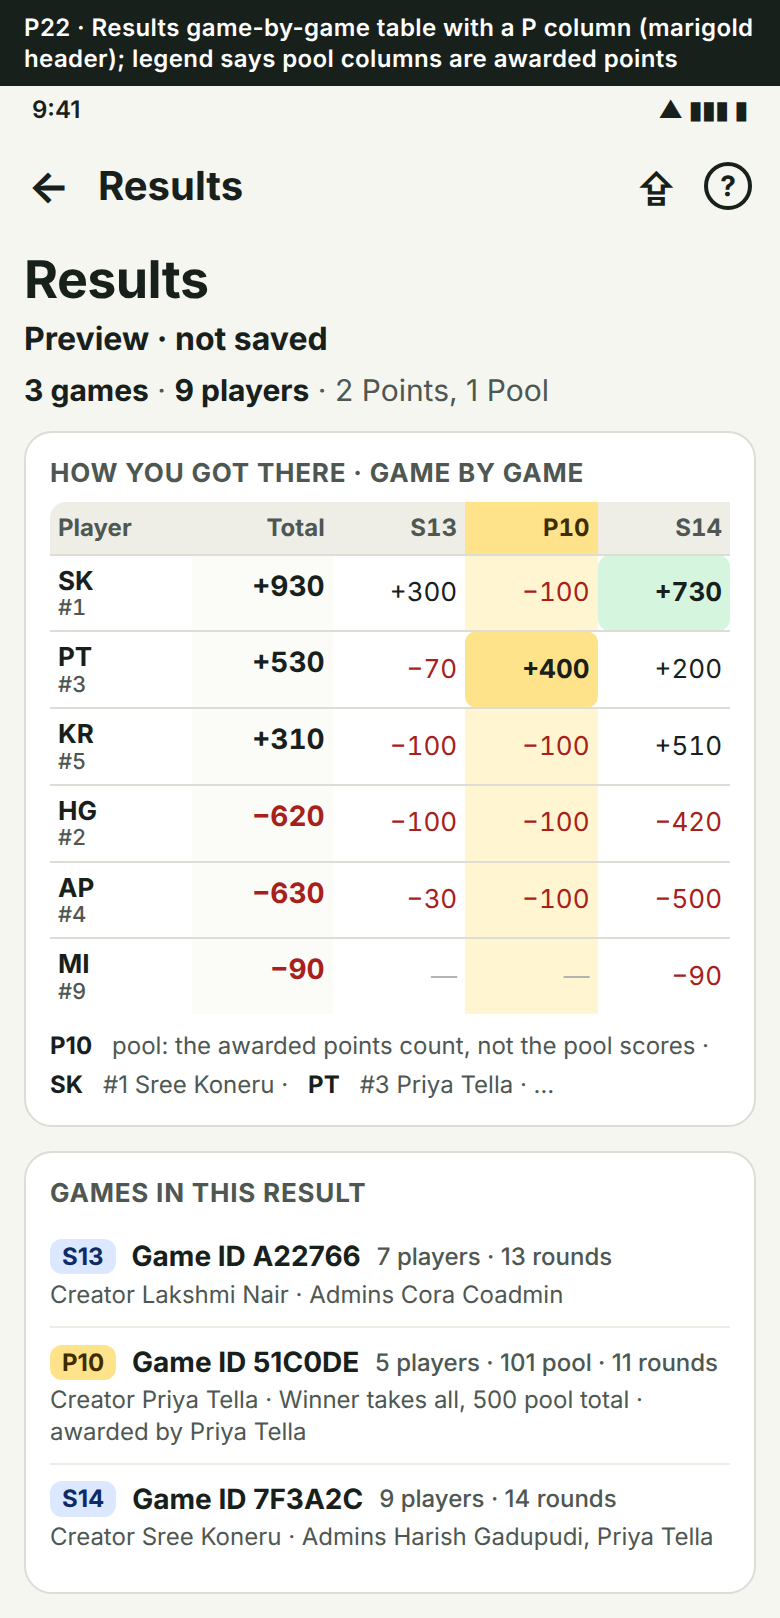 P22 · Results game-by-game table with a P column (marigold
header); legend says pool columns are awarded points
9:41
← Results ?
Results
Preview · not saved
3 games · 9 players · 2 Points, 1 Pool
HOW YOU GOT THERE · GAME BY GAME
Player Total S13 P10 S14
SK +930 +300 −100 +730
#1
PT +530 −70 +400 +200
#3
KR +310 −100 −100 +510
#5
HG −620 −100 −100 −420
#2
AP −630 −30 −100 −500
#4
MI −90 — — −90
#9
P10 pool: the awarded points count, not the pool scores ·
SK #1 Sree Koneru · PT #3 Priya Tella · ...
GAMES IN THIS RESULT
S13 Game ID A22766 7 players · 13 rounds
Creator Lakshmi Nair · Admins Cora Coadmin
P10 Game ID 51C0DE 5 players · 101 pool · 11 rounds
Creator Priya Tella · Winner takes all, 500 pool total ·
awarded by Priya Tella
S14 Game ID 7F3A2C 9 players · 14 rounds
Creator Sree Koneru · Admins Harish Gadupudi, Priya Tella